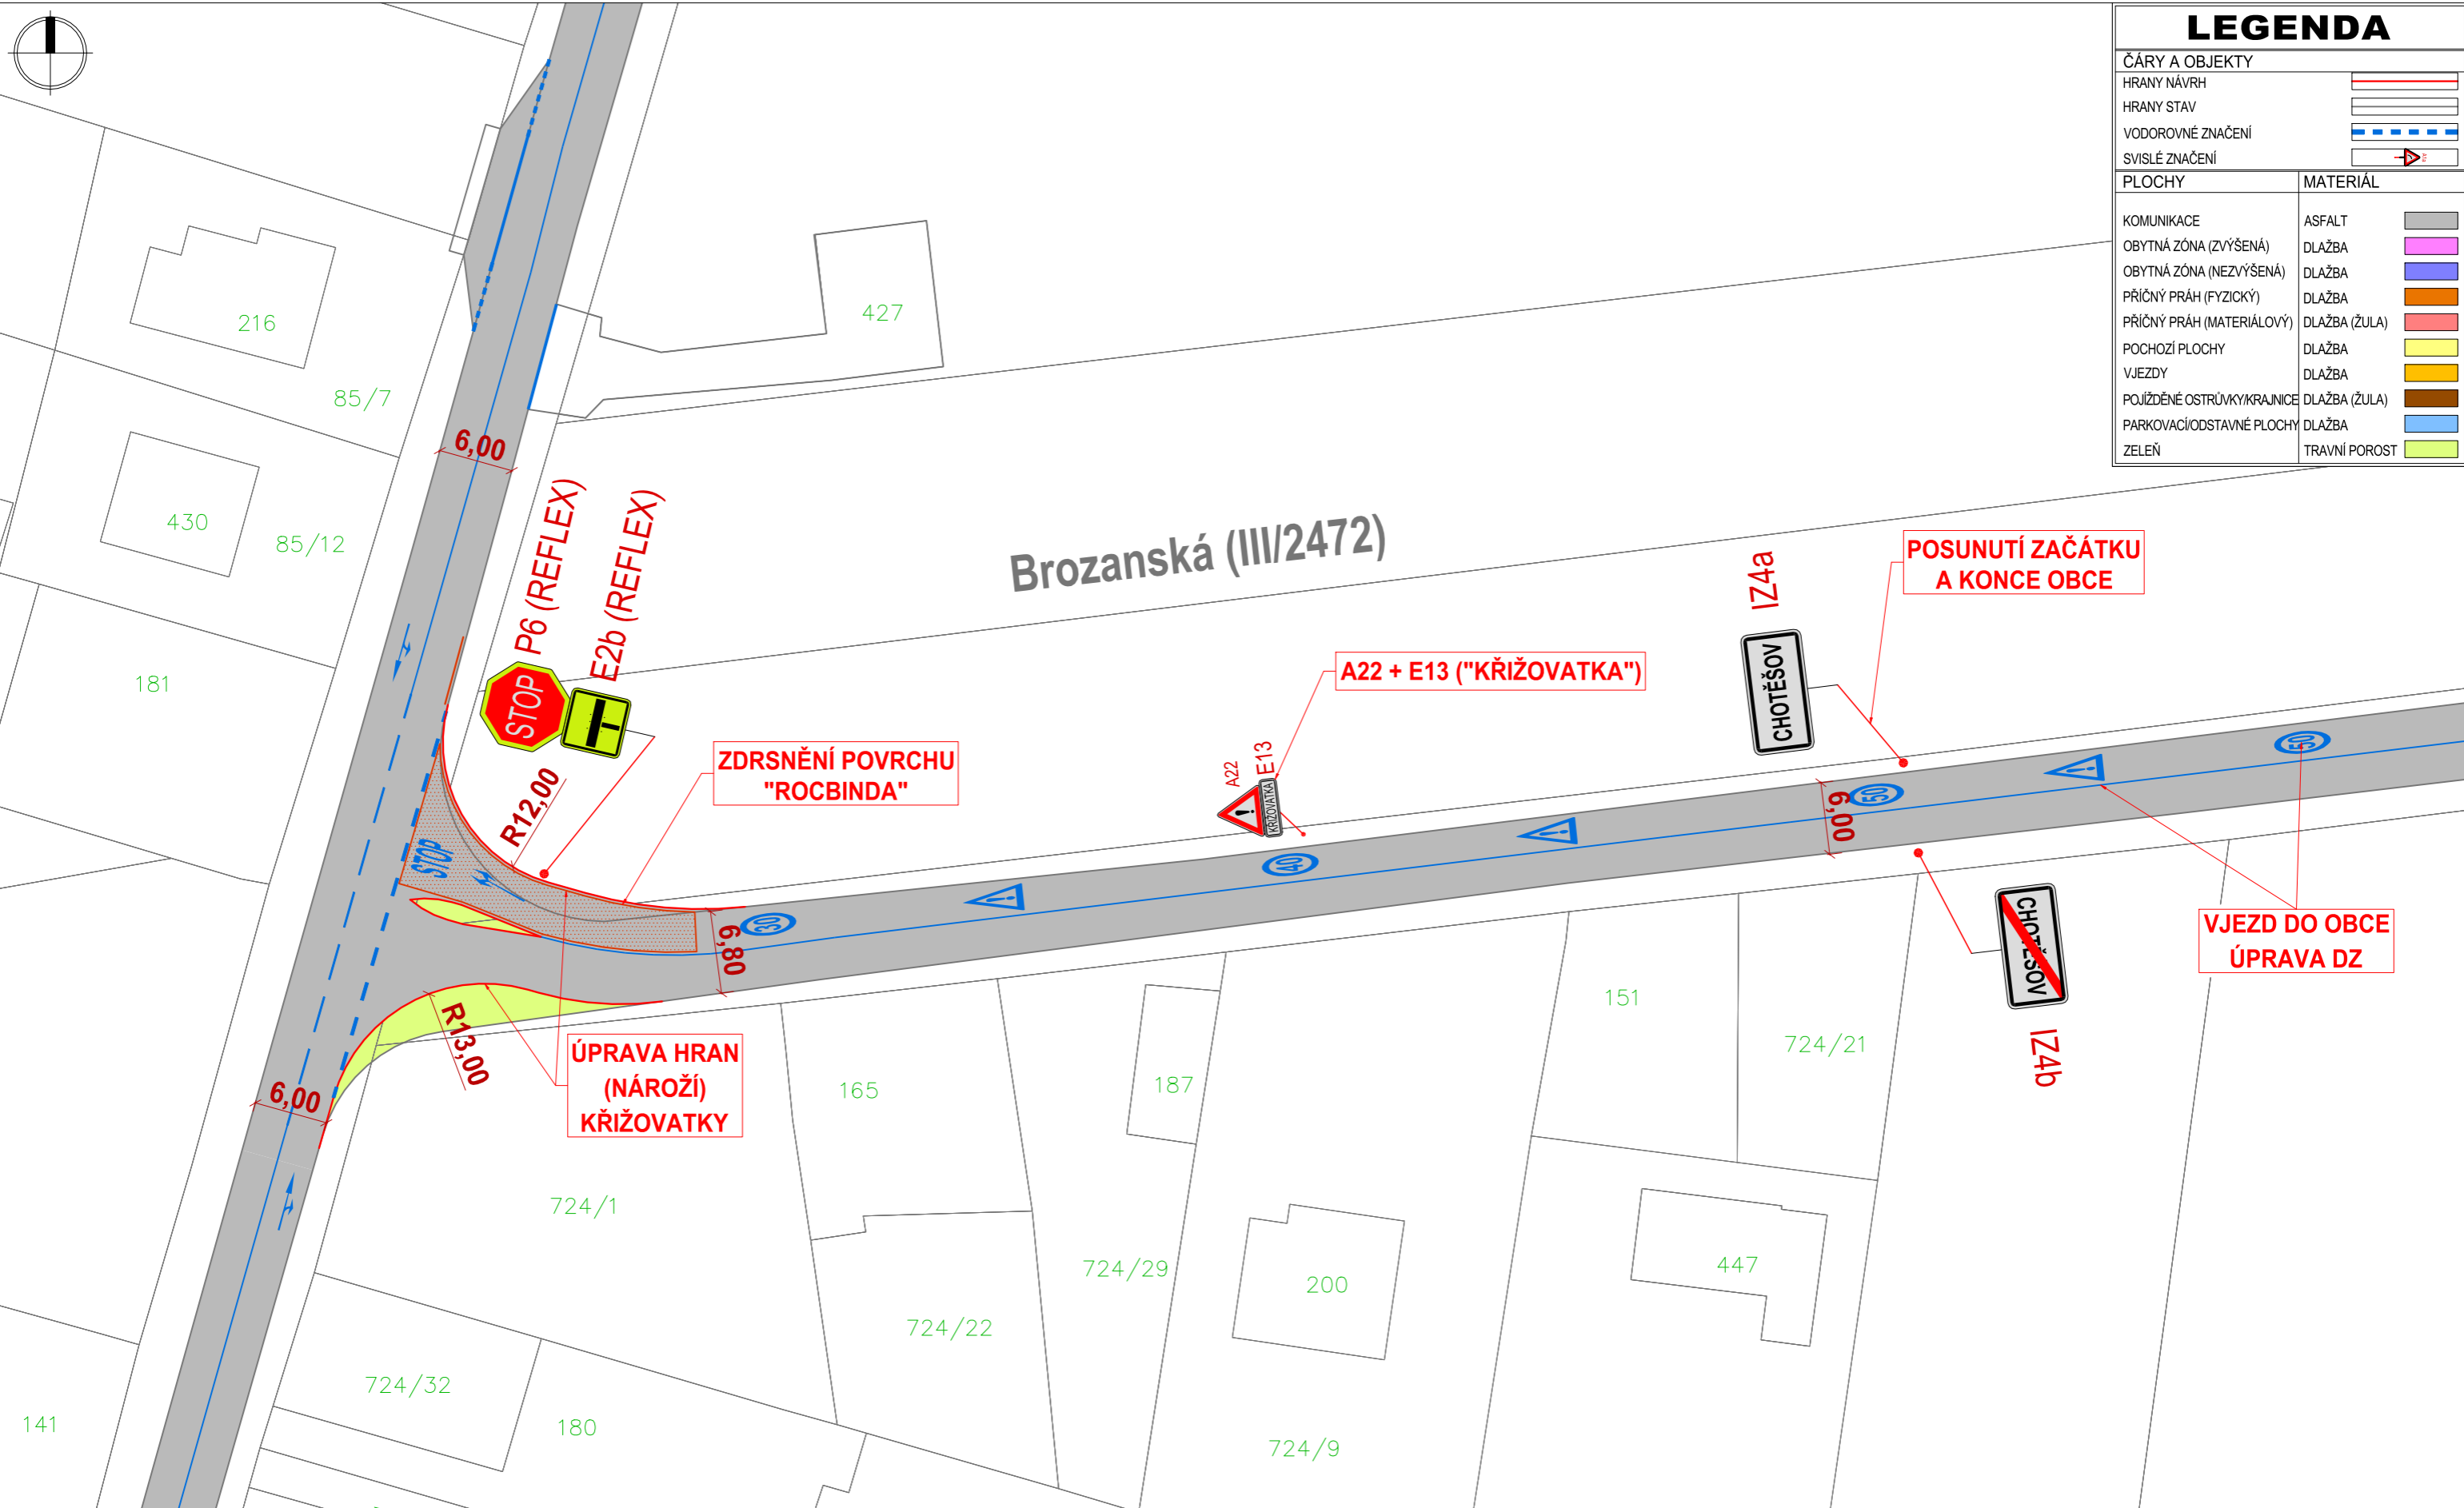 LEGENDA
ČÁRY A OBJEKTY
HRANY NÁVRH
HRANY STAV
VODOROVNÉ ZNAČENÍ
SVISLÉ ZNAČENÍ
PLOCHY MATERIÁL
KOMUNIKACE ASFALT
OBYTNÁ ZÓNA (ZVÝŠENÁ) DLAŽBA
OBYTNÁ ZÓNA (NEZVÝŠENÁ) DLAŽBA
PŘÍČNÝ PRÁH (FYZICKÝ) DLAŽBA
PŘÍČNÝ PRÁH (MATERIÁLOVÝ) DLAŽBA (ŽULA)
POCHOZÍ PLOCHY DLAŽBA
VJEZDY DLAŽBA
POJÍŽDĚNÉ OSTRŮVKY/KRAJNICE DLAŽBA (ŽULA)
PARKOVACÍ/ODSTAVNÉ PLOCHY DLAŽBA
ZELEŇ TRAVNÍ POROST
216
427
85/7
6,00
430
85/12
181
P6 (REFLEX)
E2b (REFLEX)
STOP
Brozanská (III/2472)
IZ4a
POSUNUTÍ ZAČÁTKU
A KONCE OBCE
A22 + E13 ("KŘIŽOVATKA")
CHOTĚŠOV
ZDRSNĚNÍ POVRCHU
"ROCBINDA"
R12,00
A22
E13
KŘIŽOVATKA
50
50
6,00
40
STOP
30
6,80
CHOTĚŠOV
IZ4b
VJEZD DO OBCE
ÚPRAVA DZ
R13,00
6,00
ÚPRAVA HRAN
(NÁROŽÍ)
KŘIŽOVATKY
165
187
151
724/21
724/1
724/29
200
447
724/22
724/32
180
141
724/9